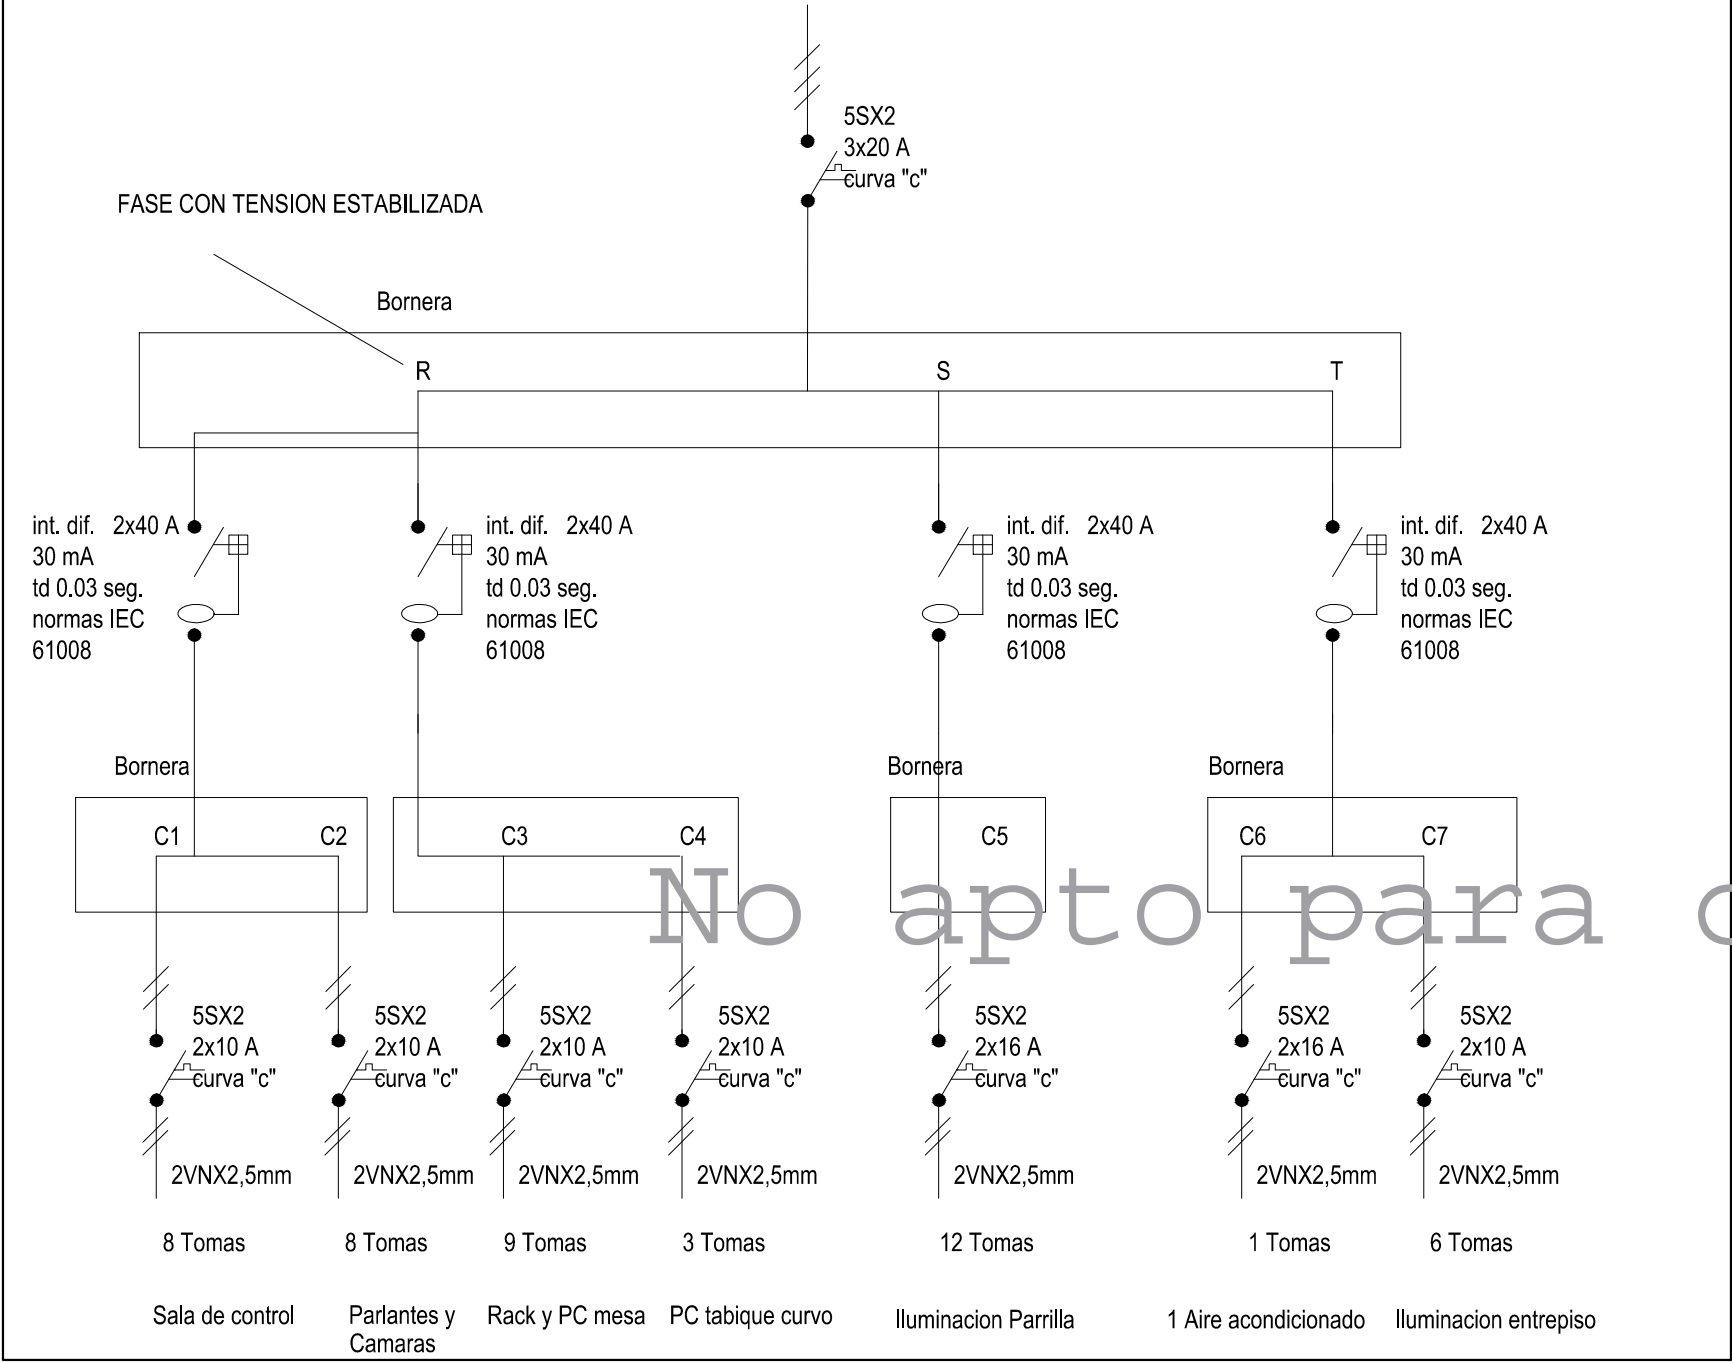 5SX2
3x20 A
curva "c"
FASE CON TENSION ESTABILIZADA
Bornera
R
S
T
int. dif. 2x40 A
30 mA
td 0.03 seg.
normas IEC
61008
int. dif. 2x40 A
30 mA
td 0.03 seg.
normas IEC
61008
int. dif. 2x40 A
30 mA
td 0.03 seg.
normas IEC
61008
int. dif. 2x40 A
30 mA
td 0.03 seg.
normas IEC
61008
Bornera
Bornera
Bornera
C1
C2
C3
C4
C5
C6
C7
No apto para
5SX2
2x10 A
curva "c"
5SX2
2x10 A
curva "c"
5SX2
2x10 A
curva "c"
5SX2
2x10 A
curva "c"
5SX2
2x16 A
curva "c"
5SX2
2x16 A
curva "c"
5SX2
2x10 A
curva "c"
2VNX2,5mm
2VNX2,5mm
2VNX2,5mm
2VNX2,5mm
2VNX2,5mm
2VNX2,5mm
2VNX2,5mm
8 Tomas
8 Tomas
9 Tomas
3 Tomas
12 Tomas
1 Tomas
6 Tomas
Sala de control
Parlantes y
Camaras
Rack y PC mesa
PC tabique curvo
Iluminacion Parrilla
1 Aire acondicionado
Iluminacion entrepiso